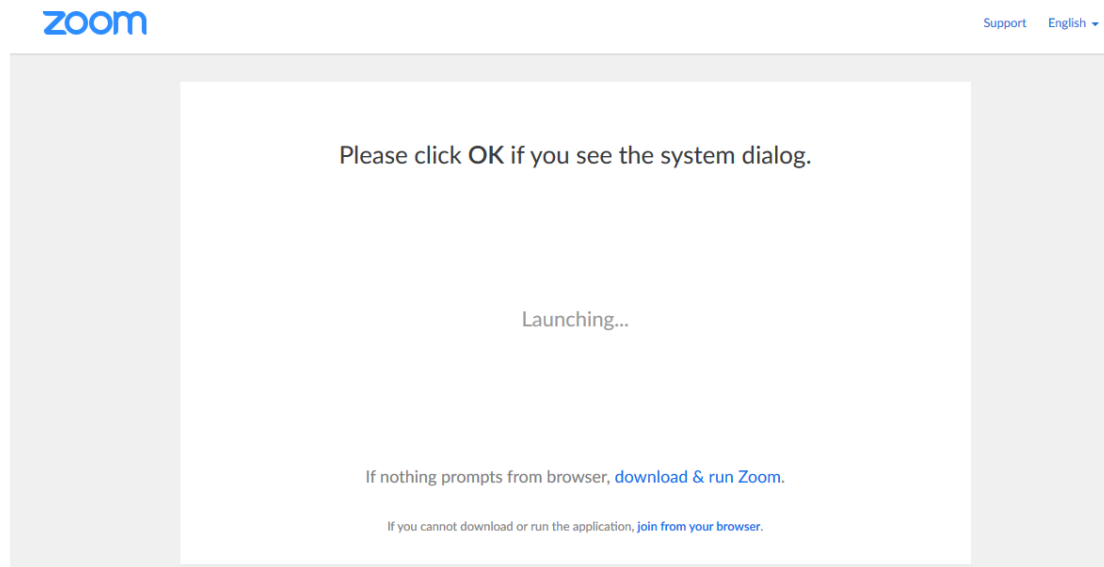 zoom
Support English
Please click OK if you see the system dialog.
Launching...
If nothing prompts from browser, download & run Zoom.
If you cannot download or run the application, join from your browser.